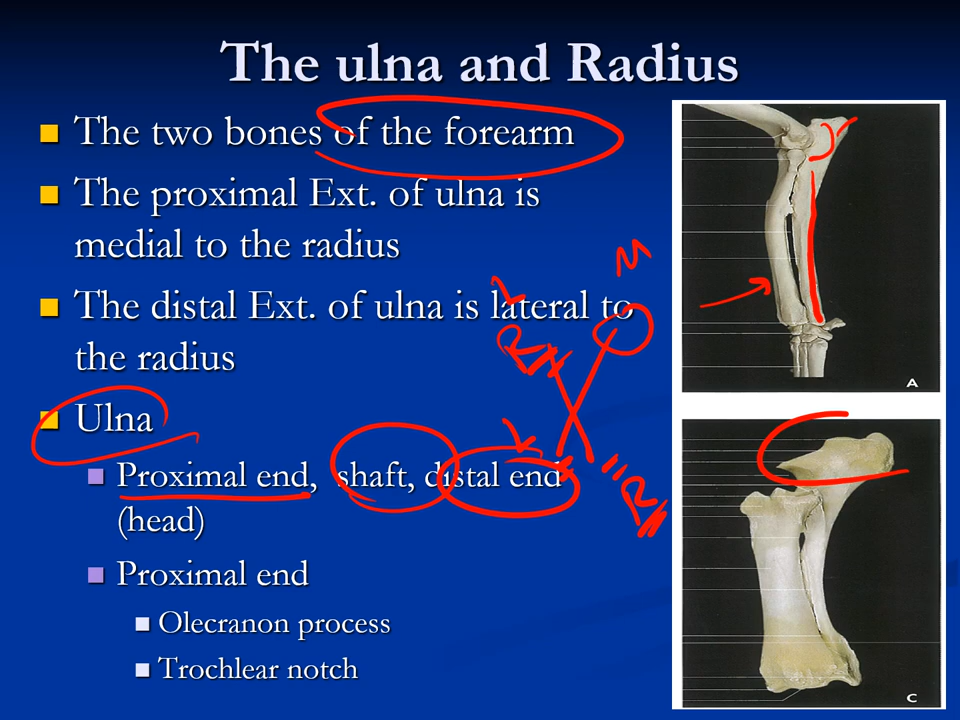 The ulna and Radius
The two bones of the forearm
The proximal Ext. of ulna is
medial to the radius
The distal Ext. of ulna is lateral to
the radius
Ulna
Proximal end, shaft, distal end
(head)
Proximal end
Olecranon process
Trochlear notch
M
L
R
"R"
A
C